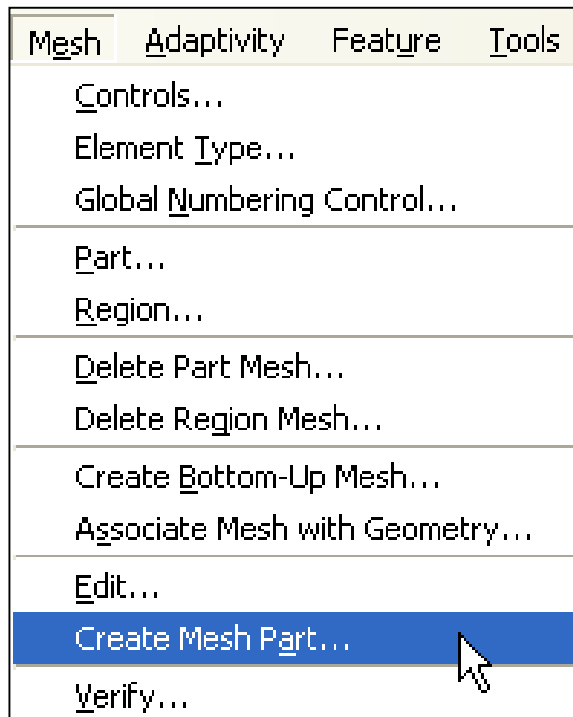 Mesh Adaptivity Feature Tools
Controls...
Element Type...
Global Numbering Control...
Part...
Region...
Delete Part Mesh...
Delete Region Mesh...
Create Bottom-Up Mesh...
Associate Mesh with Geometry...
Edit...
Create Mesh Part...
Verify...